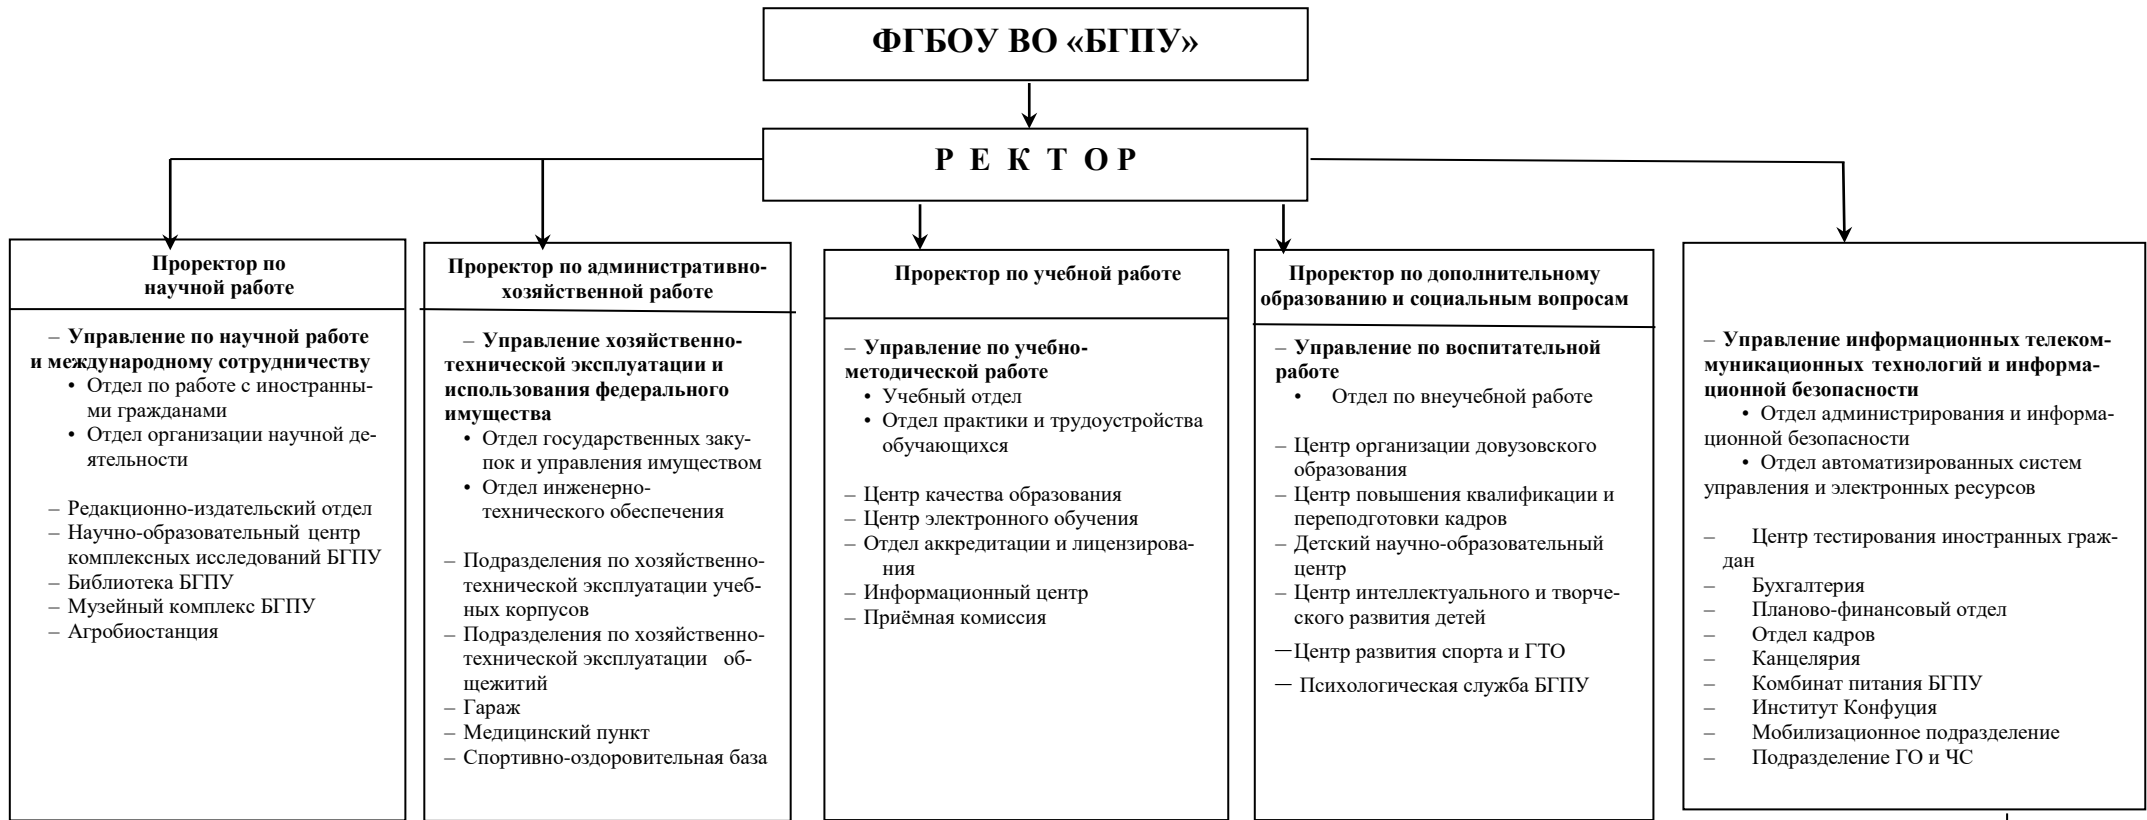 ФГБОУ ВО «БГПУ»
Р Е К Т О Р
Проректор по
научной работе
– Управление по научной работе
и международному сотрудничеству
• Отдел по работе с иностранны-
ми гражданами
• Отдел организации научной де-
ятельности
– Редакционно-издательский отдел
– Научно-образовательный центр
комплексных исследований БГПУ
– Библиотека БГПУ
– Музейный комплекс БГПУ
– Агробиостанция
Проректор по административно-
хозяйственной работе
– Управление хозяйственно-
технической эксплуатации и
использования федерального
имущества
• Отдел государственных заку-
пок и управления имуществом
• Отдел инженерно-
технического обеспечения
– Подразделения по хозяйственно-
технической эксплуатации учеб-
ных корпусов
– Подразделения по хозяйственно-
технической эксплуатации об-
щежитий
– Гараж
– Медицинский пункт
– Спортивно-оздоровительная база
Проректор по учебной работе
– Управление по учебно-
методической работе
• Учебный отдел
• Отдел практики и трудоустройства
обучающихся
– Центр качества образования
– Центр электронного обучения
– Отдел аккредитации и лицензирова-
ния
– Информационный центр
– Приёмная комиссия
Проректор по дополнительному
образованию и социальным вопросам
– Управление по воспитательной
работе
• Отдел по внеучебной работе
– Центр организации довузовского
образования
– Центр повышения квалификации и
переподготовки кадров
– Детский научно-образовательный
центр
– Центр интеллектуального и творче-
ского развития детей
– Центр развития спорта и ГТО
– Психологическая служба БГПУ
– Управление информационных телеком-
муникационных технологий и информа-
ционной безопасности
• Отдел администрирования и информа-
ционной безопасности
• Отдел автоматизированных систем
управления и электронных ресурсов
– Центр тестирования иностранных граж-
дан
– Бухгалтерия
– Планово-финансовый отдел
– Отдел кадров
– Канцелярия
– Комбинат питания БГПУ
– Институт Конфуция
– Мобилизационное подразделение
– Подразделение ГО и ЧС